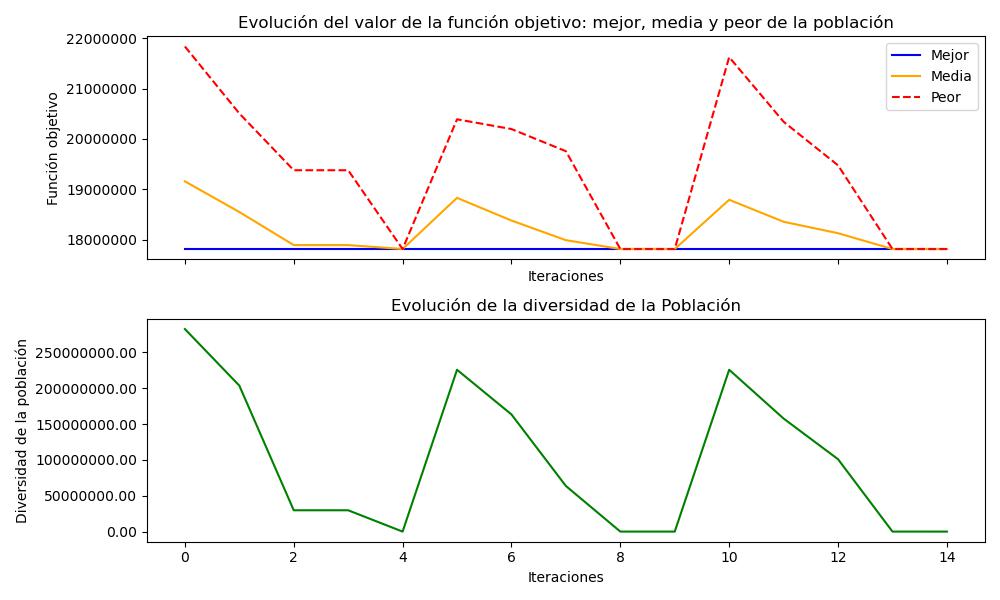 Evolución del valor de la función objetivo: mejor, media y peor de la población
22000000
21000000
20000000
19000000
18000000
Función objetivo
Mejor
Media
Peor
Iteraciones
Evolución de la diversidad de la Población
250000000.00
200000000.00
150000000.00
100000000.00
50000000.00
0.00
Diversidad de la población
0 2 4 6 8 10 12 14
Iteraciones